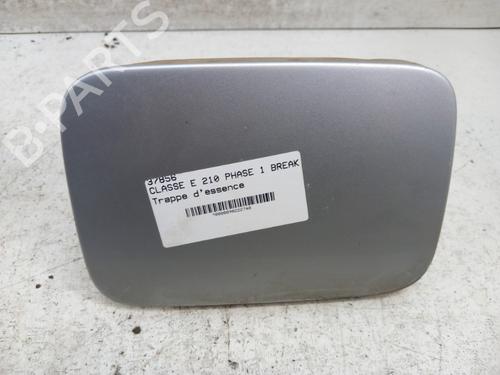 B-PARTS
37856
CLASSE E 210 PHASE 1 BREAK
Trappe d'essence